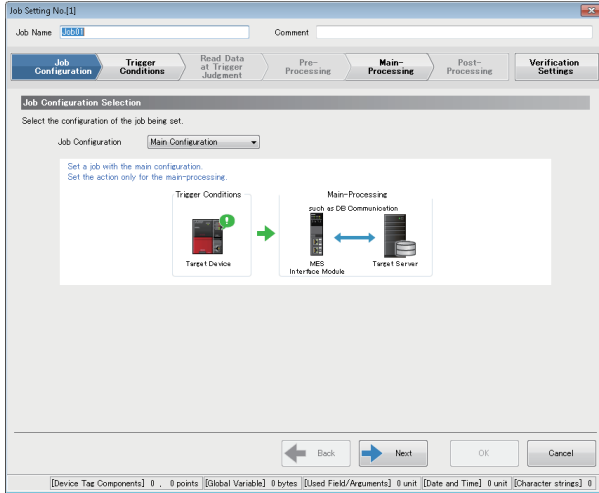 Job Setting No.[1]
Job Name Job01 Comment
Job Configuration
Trigger Conditions
Read Data at Trigger Judgment
Pre-Processing
Main-Processing
Post-Processing
Verification Settings
Job Configuration Selection
Select the configuration of the job being set.
Job Configuration Main Configuration
Set a job with the main configuration.
Set the action only for the main-processing.
Trigger Conditions Main-Processing
such as DB Communication
Target Device
MES Interface Module
Target Server
Back Next OK Cancel
[Device Tag Components] 0 , 0 points [Global Variable] 0 bytes [Used Field/Arguments] 0 unit [Date and Time] 0 unit [Character strings] 0